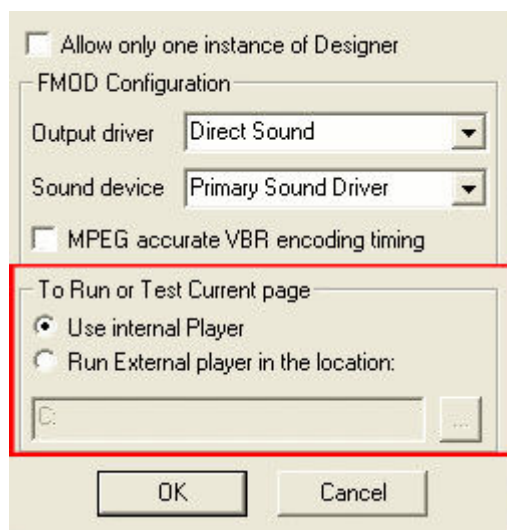 Allow only one instance of Designer
FMOD Configuration
Output driver Direct Sound
Sound device Primary Sound Driver
MPEG accurate VBR encoding timing
To Run or Test Current page
Use internal Player
Run External player in the location:
C:
...
OK Cancel